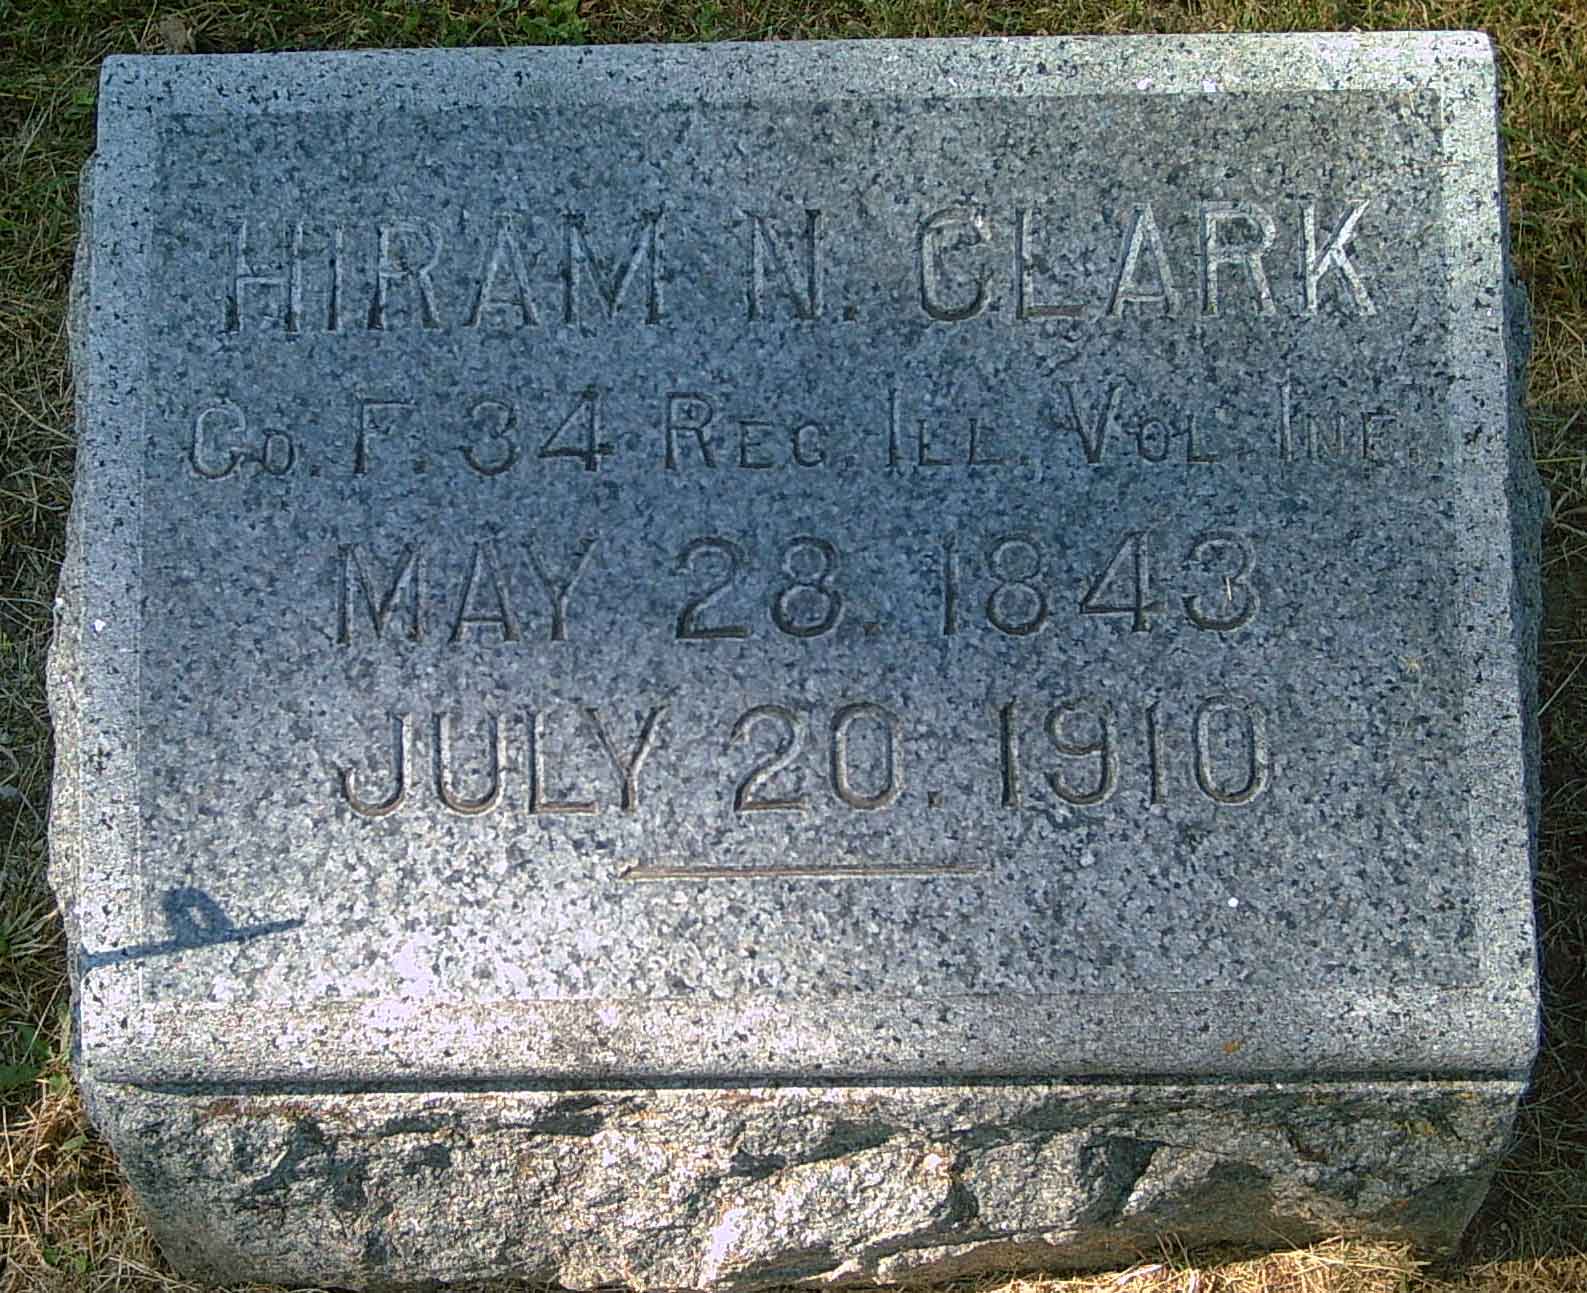 HIRAM N. CLARK
CO. F. 34 REG. ILL. VOL. INF.
MAY 28. 1843
JULY 20. 1910